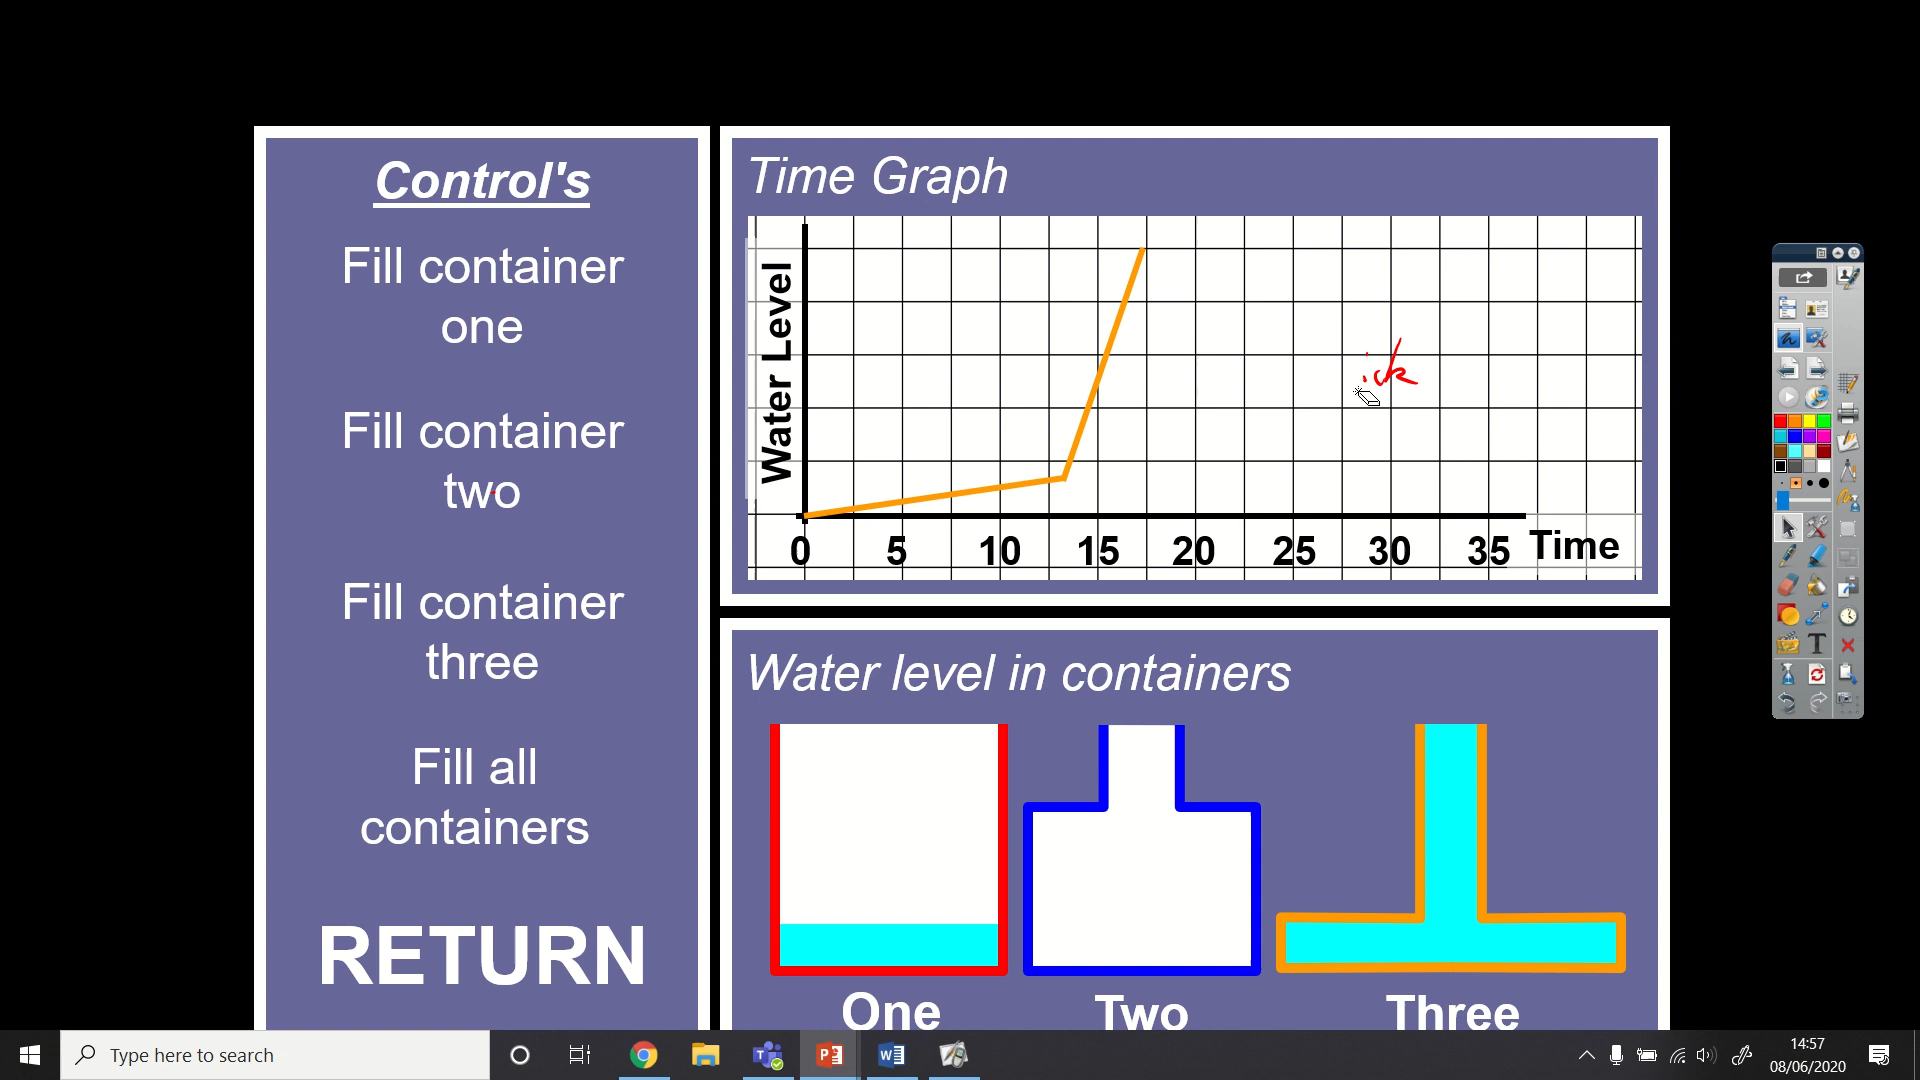 Control's
Fill container
one
Fill container
two
Fill container
three
Fill all
containers
RETURN
Time Graph
Water Level
0 5 10 15 20 25 30 35 Time
Water level in containers
One Two Three
Type here to search
14:57
08/06/2020